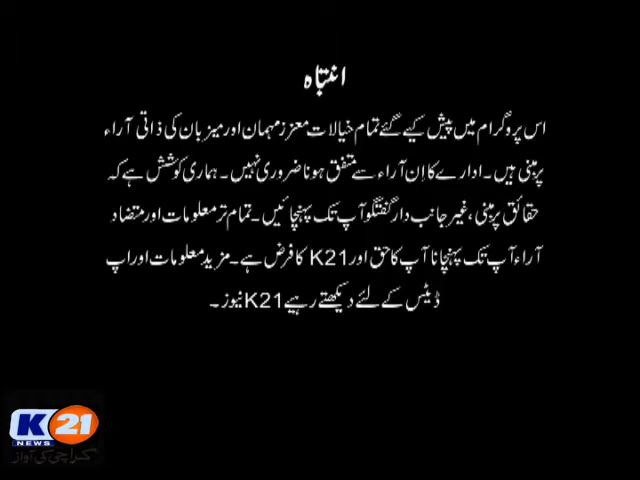 انتباہ
اس پروگرام میں پیش کیے گئے تمام خیالات معزز مہمان اور میزبان کی ذاتی آراء
پر مبنی ہیں۔ ادارے کا اِن آراء سے متفق ہونا ضروری نہیں۔ ہماری کوشش ہے کہ
حقائق پر مبنی، غیر جانب دار گفتگو آپ تک پہنچائیں۔ تمام تر معلومات اور متضاد
آراء آپ تک پہنچانا آپ کا حق اور K21 کا فرض ہے۔ مزید معلومات اور اپ
ڈیٹس کے لئے دیکھتے رہیے K21 نیوز۔
K21
NEWS
کراچی کی آواز